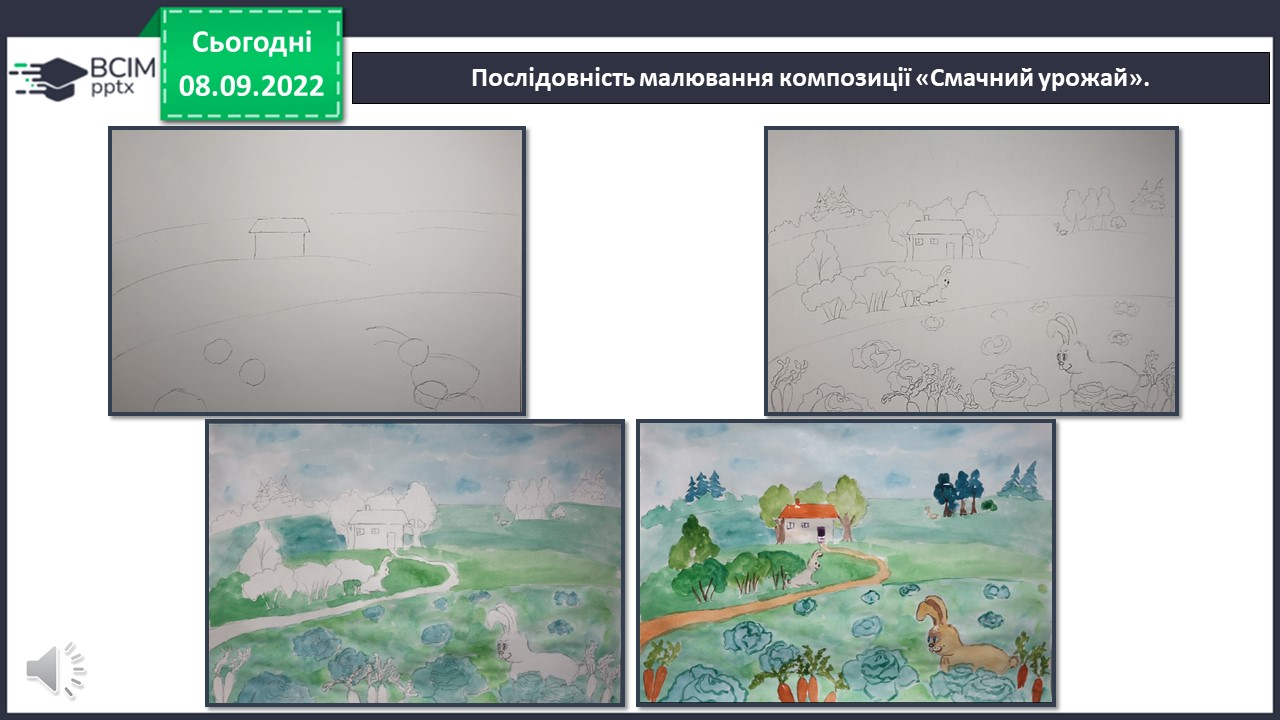 Сьогодні
08.09.2022
ВСІМ
pptx
Послідовність малювання композиції «Смачний урожай».